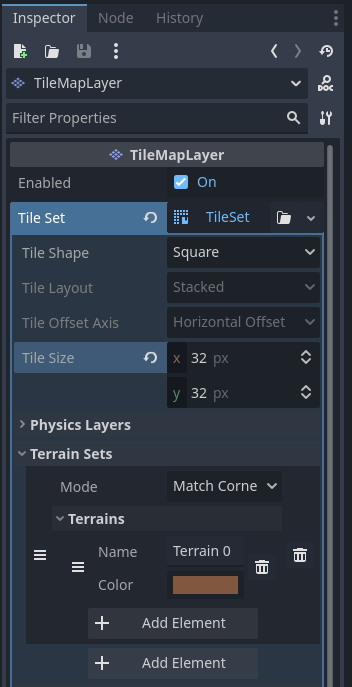 Inspector Node History
TileMapLayer DOC
Filter Properties
TileMapLayer
Enabled On
Tile Set TileSet
Tile Shape Square
Tile Layout Stacked
Tile Offset Axis Horizontal Offset
Tile Size x 32 px
y 32 px
Physics Layers
Terrain Sets
Mode Match Corne
Terrains
Name Terrain 0
Color
Add Element
Add Element